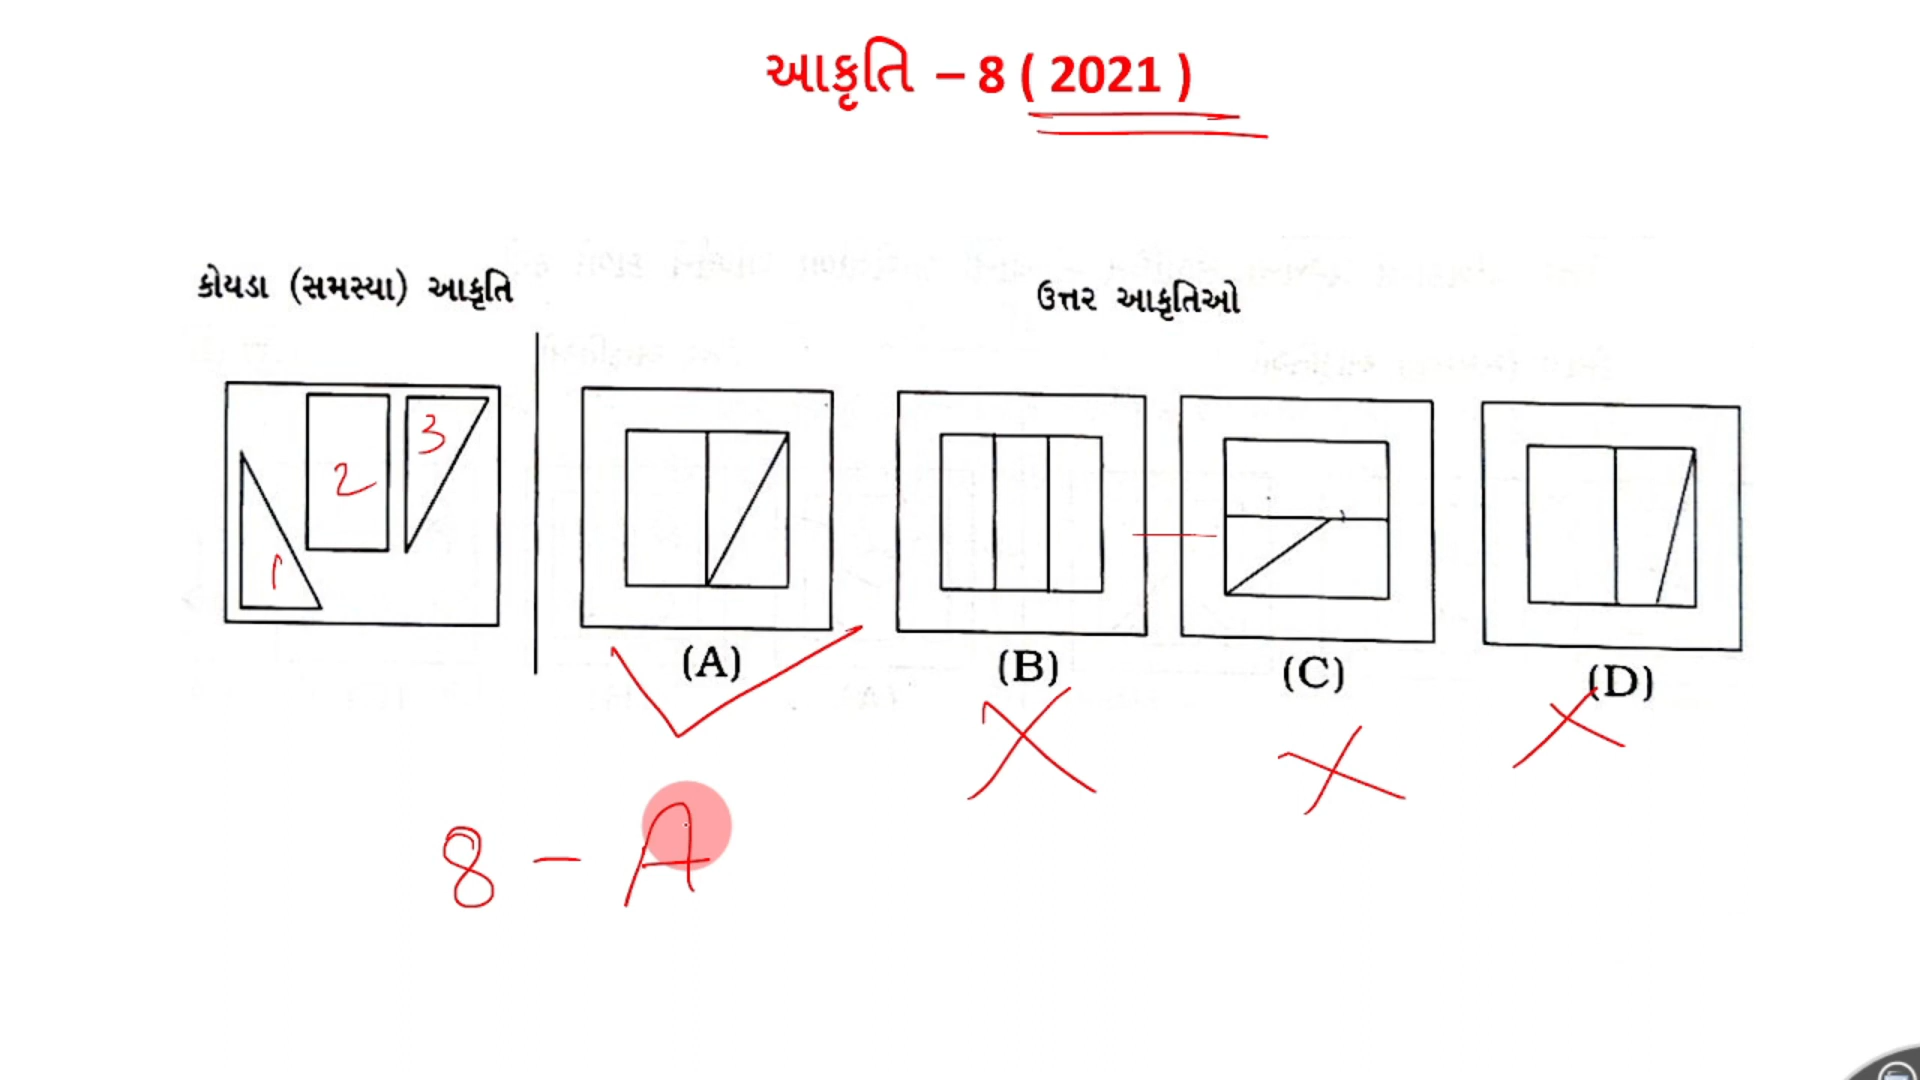 આકૃતિ – 8 ( 2021 )
કોયડા (સમસ્યા) આકૃતિ
ઉત્તર આકૃતિઓ
1 2 3
(A) (B) (C) (D)
8 - A